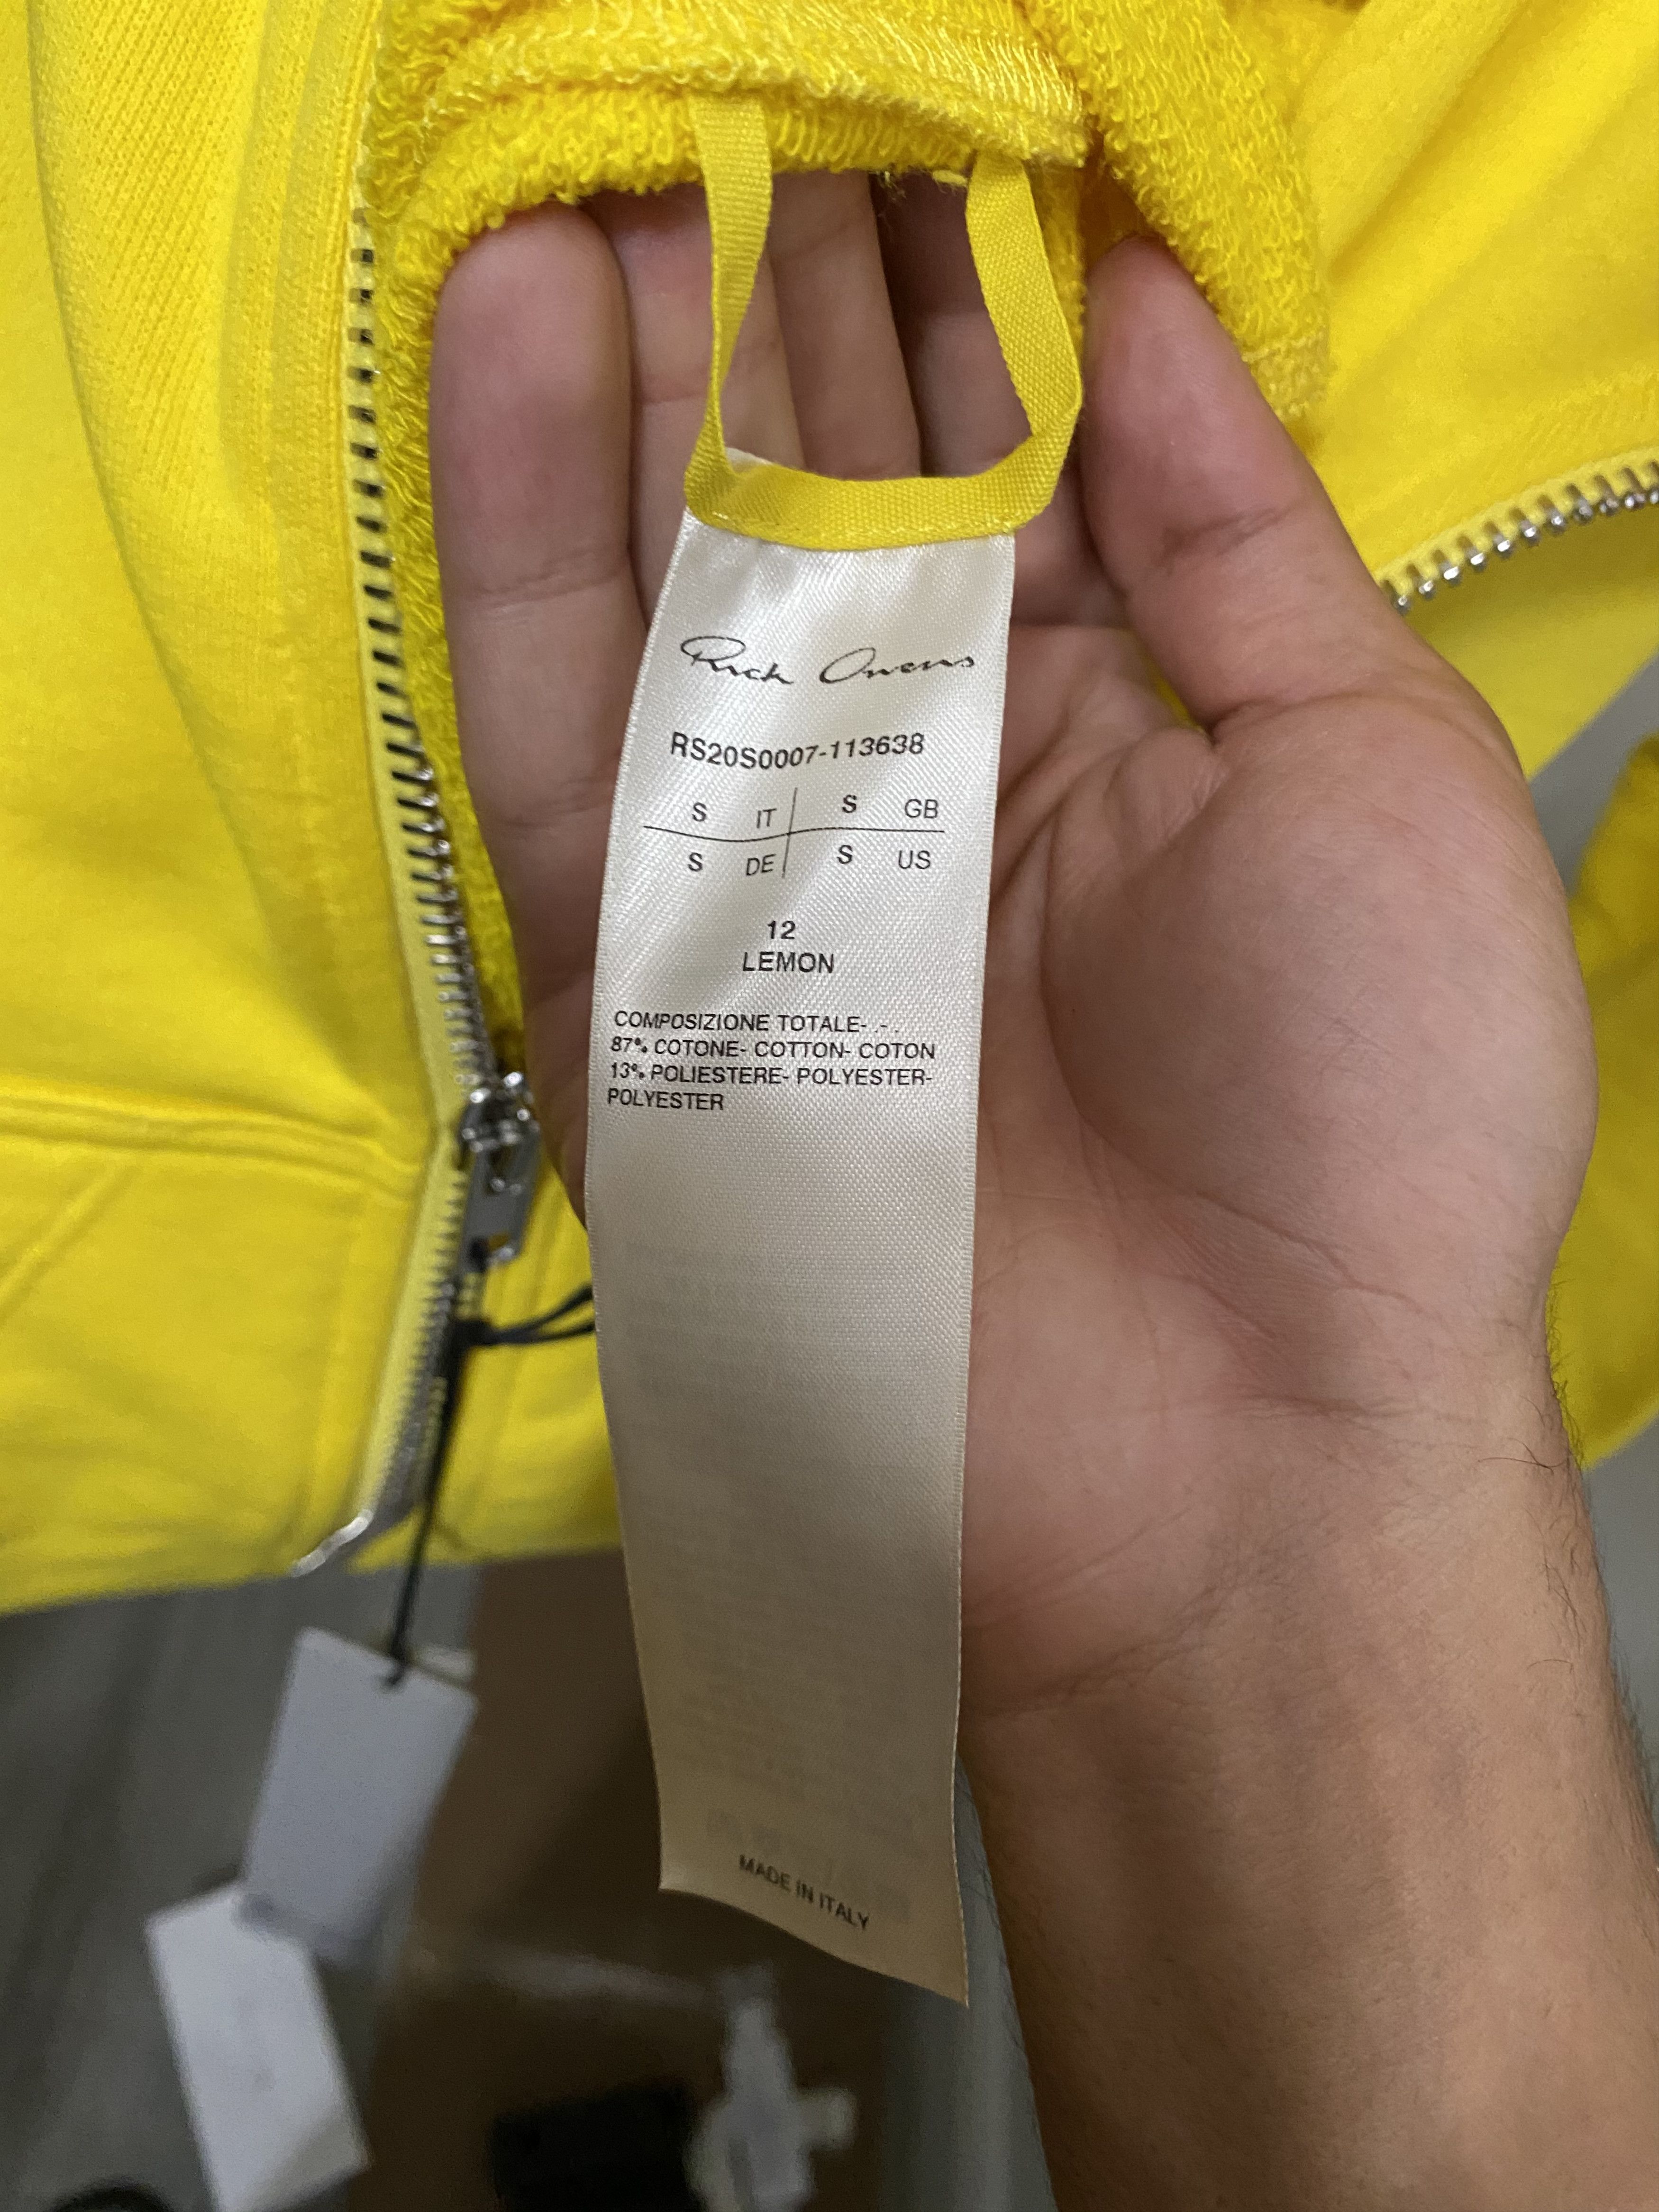 Rick Owens
RS20S0007-113638
S IT S GB
S DE S US
12
LEMON
COMPOSIZIONE TOTALE- .- .
87% COTONE- COTTON- COTON
13% POLIESTERE- POLYESTER-
POLYESTER
MADE IN ITALY